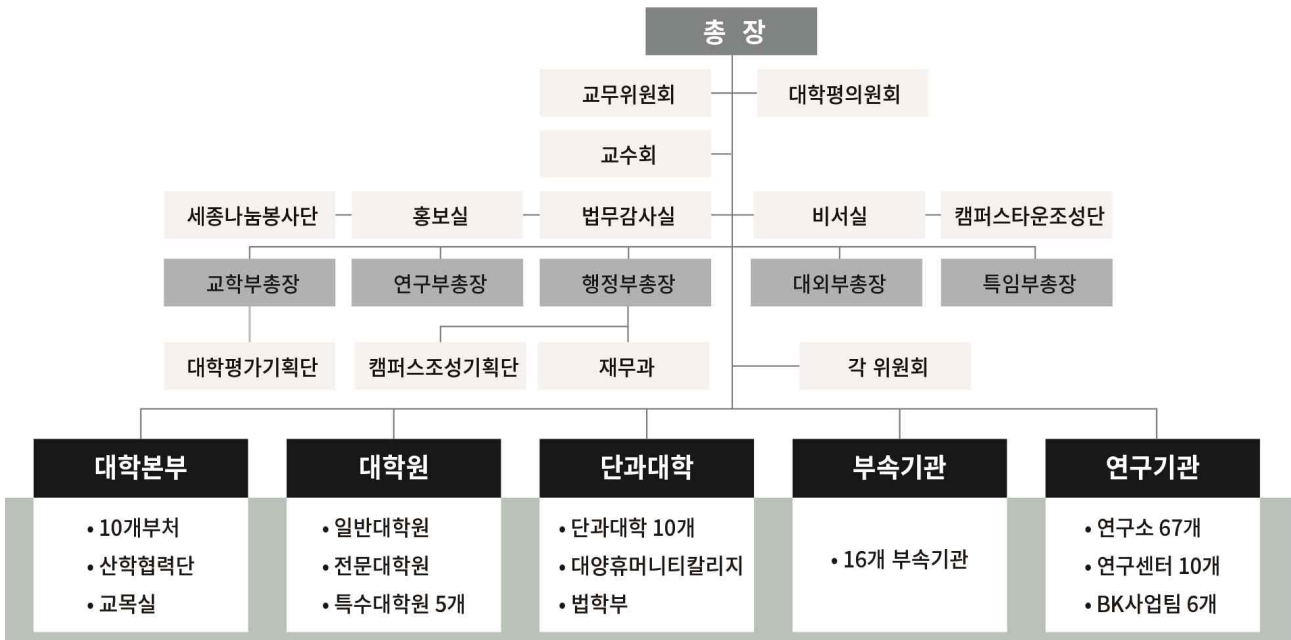 총 장
교무위원회
대학평의원회
교수회
세종나눔봉사단
홍보실
법무감사실
비서실
캠퍼스타운조성단
교학부총장
연구부총장
행정부총장
대외부총장
특임부총장
대학평가기획단
캠퍼스조성기획단
재무과
각 위원회
대학본부
• 10개부처
• 산학협력단
• 교목실
대학원
• 일반대학원
• 전문대학원
• 특수대학원 5개
단과대학
• 단과대학 10개
• 대양휴머니티칼리지
• 법학부
부속기관
• 16개 부속기관
연구기관
• 연구소 67개
• 연구센터 10개
• BK사업팀 6개